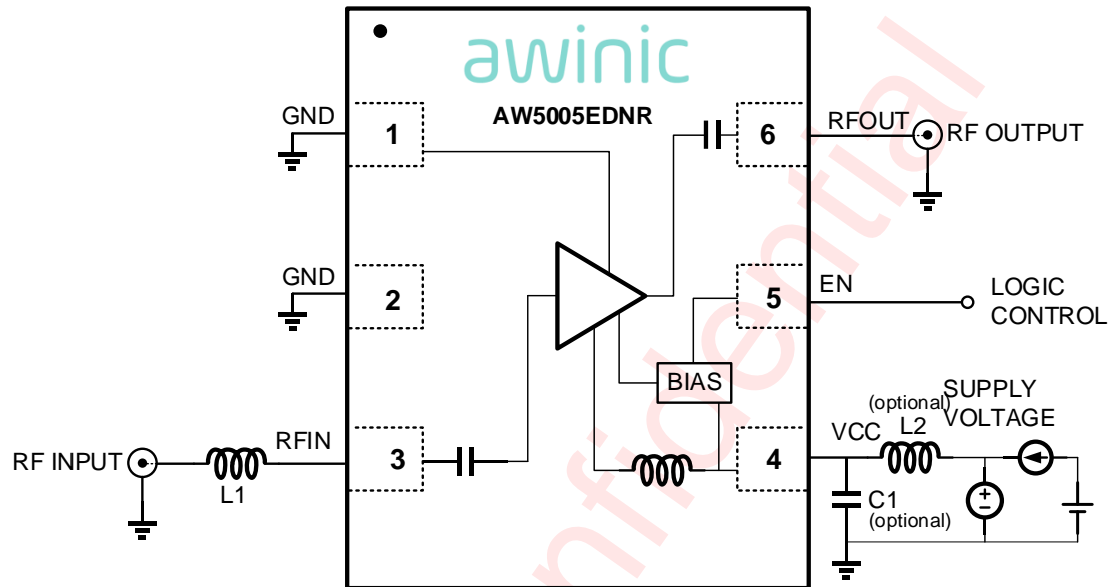 awinic
AW5005EDNR
GND
1
6
RFOUT
RF OUTPUT
GND
2
5
EN
LOGIC
CONTROL
BIAS
RF INPUT
L1
RFIN
3
4
VCC
(optional)
L2
SUPPLY
VOLTAGE
C1
(optional)
+
−
nfidential